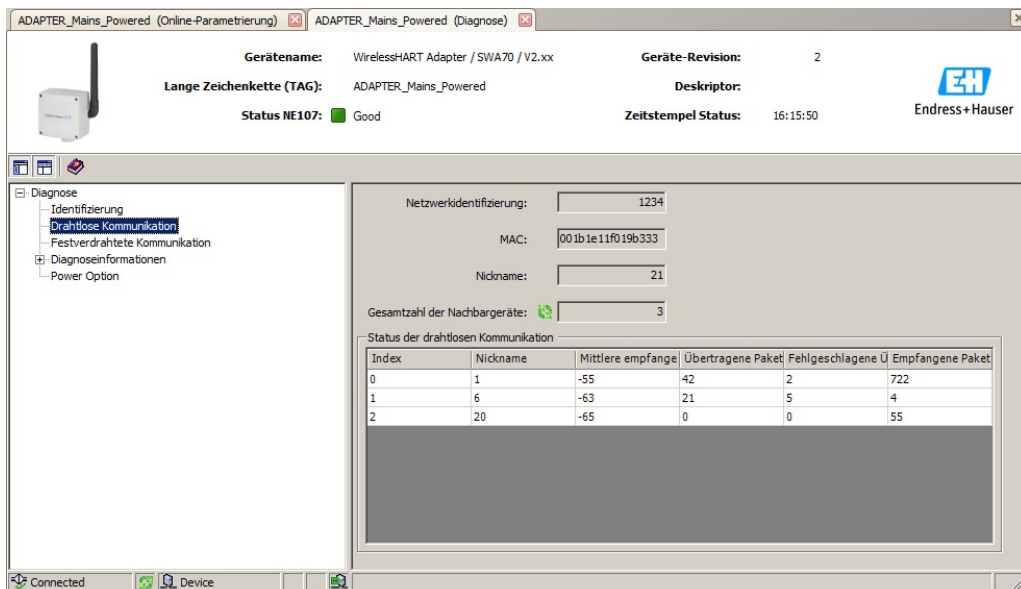 ADAPTER_Mains_Powered (Online-Parametrierung) ADAPTER_Mains_Powered (Diagnose)
Gerätename: WirelessHART Adapter / SWA70 / V2.xx Geräte-Revision: 2
Lange Zeichenkette (TAG): ADAPTER_Mains_Powered Deskriptor:
Status NE107: Good Zeitstempel Status: 16:15:50
EH
Endress+Hauser
Diagnose
Identifizierung
Drahtlose Kommunikation
Festverdrahtete Kommunikation
Diagnoseinformationen
Power Option
Netzwerkidentifizierung: 1234
MAC: 001b1e11f019b333
Nickname: 21
Gesamtzahl der Nachbargeräte: 3
Status der drahtlosen Kommunikation
Index Nickname Mittlere empfange Übertragene Paket Fehlgeschlagene Ü Empfangene Paket
0 1 -55 42 2 722
1 6 -63 21 5 4
2 20 -65 0 0 55
Connected Device